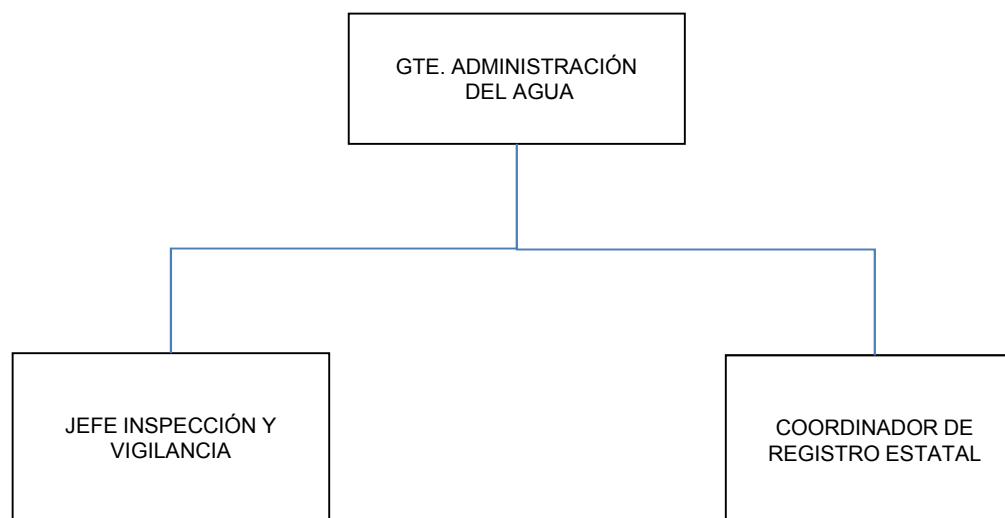 GTE. ADMINISTRACIÓN
DEL AGUA
JEFE INSPECCIÓN Y
VIGILANCIA
COORDINADOR DE
REGISTRO ESTATAL